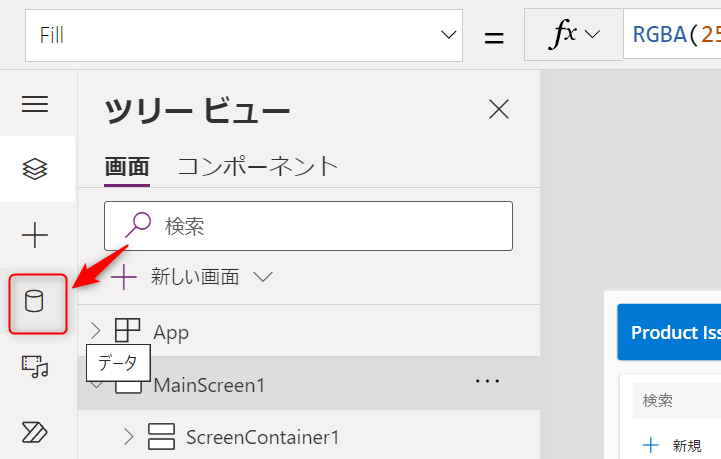 Fill
= fx RGBA(25
ツリー ビュー
画面 コンポーネント
検索
新しい画面
App
データ
MainScreen1
ScreenContainer1
Product Iss
検索
新規